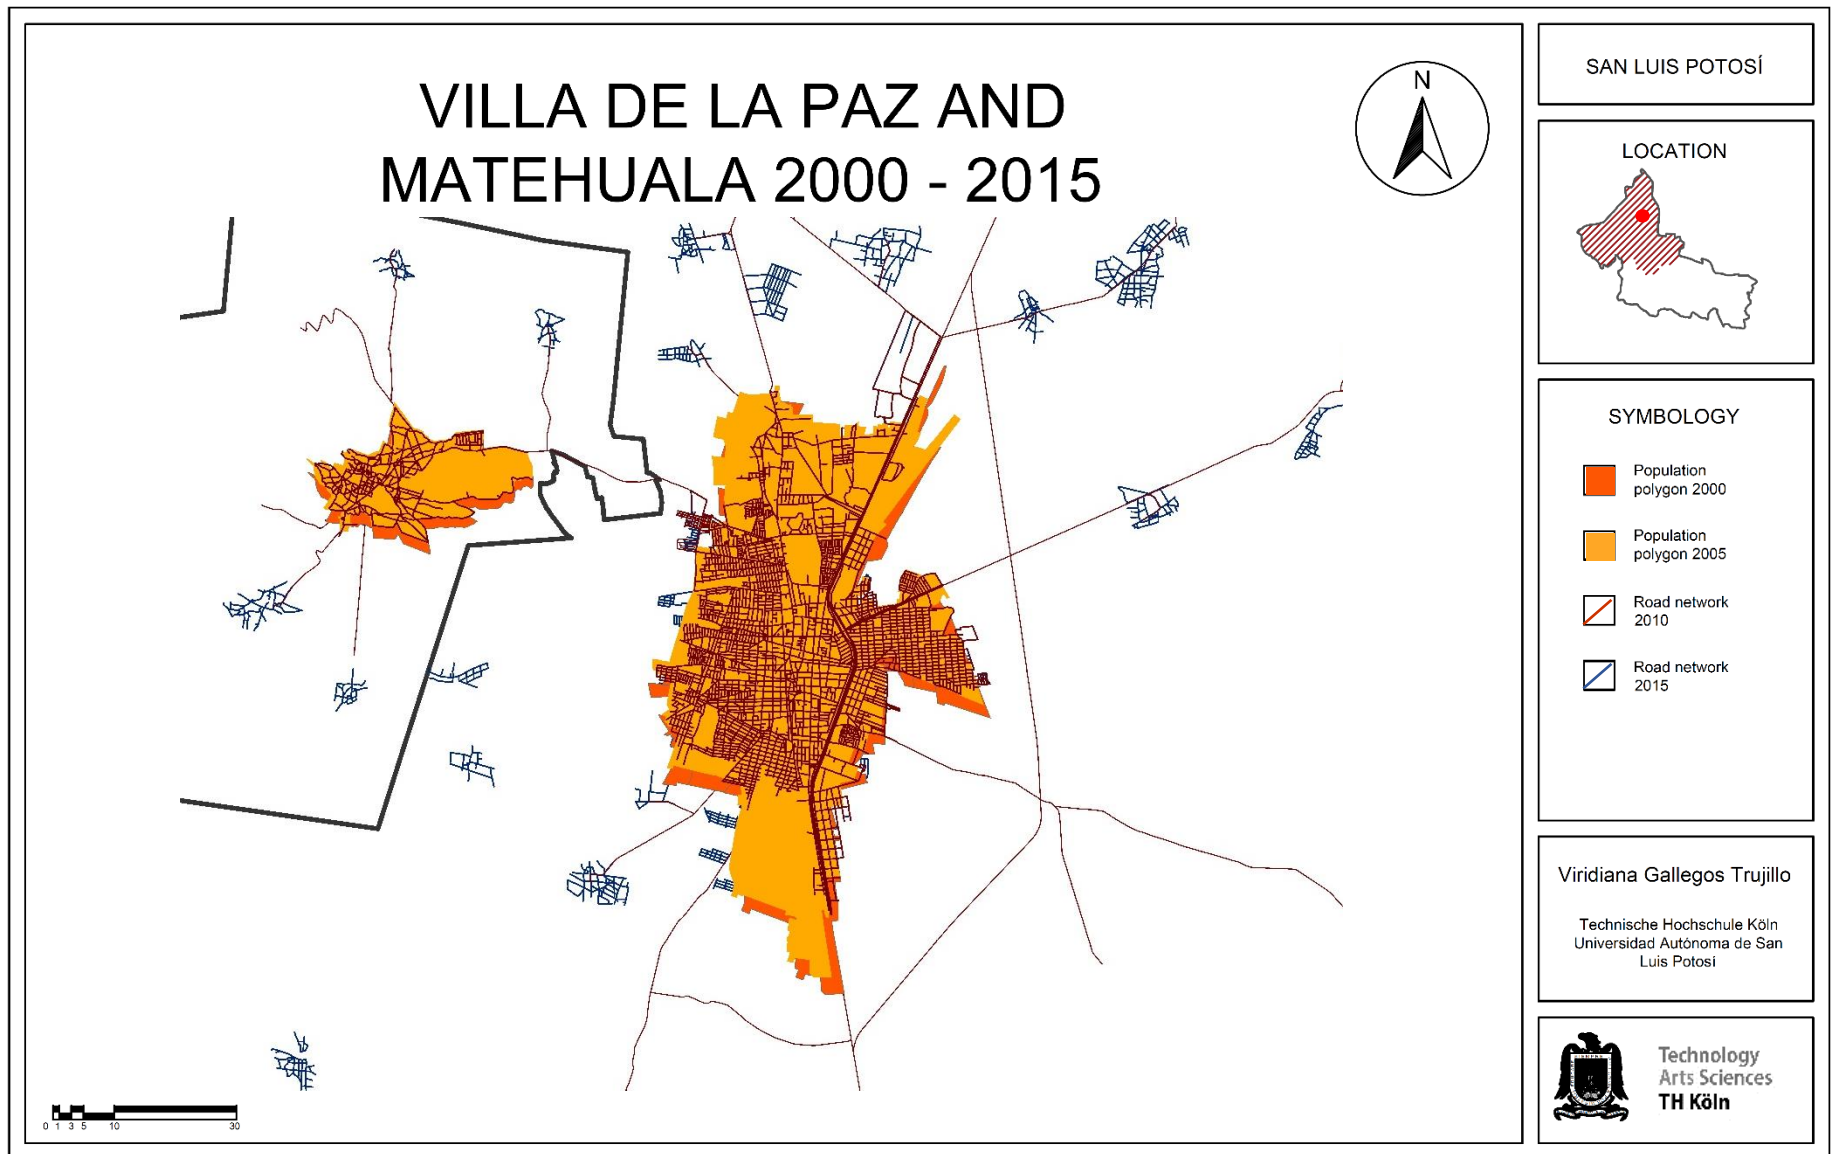 VILLA DE LA PAZ AND
MATEHUALA 2000 - 2015
N
SAN LUIS POTOSÍ
LOCATION
SYMBOLOGY
Population
polygon 2000
Population
polygon 2005
Road network
2010
Road network
2015
Viridiana Gallegos Trujillo
Technische Hochschule Köln
Universidad Autónoma de San
Luis Potosí
Technology
Arts Sciences
TH Köln
0 1 3 5 10 30